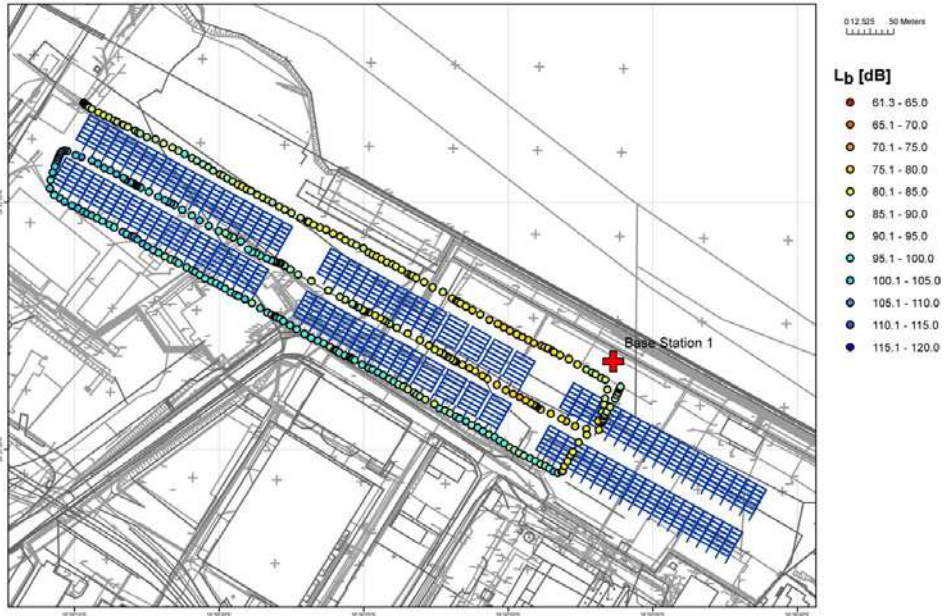 0 12.525 50 Meters
Lb [dB]
61.3 - 65.0
65.1 - 70.0
70.1 - 75.0
75.1 - 80.0
80.1 - 85.0
85.1 - 90.0
90.1 - 95.0
95.1 - 100.0
100.1 - 105.0
105.1 - 110.0
110.1 - 115.0
115.1 - 120.0
Base Station 1